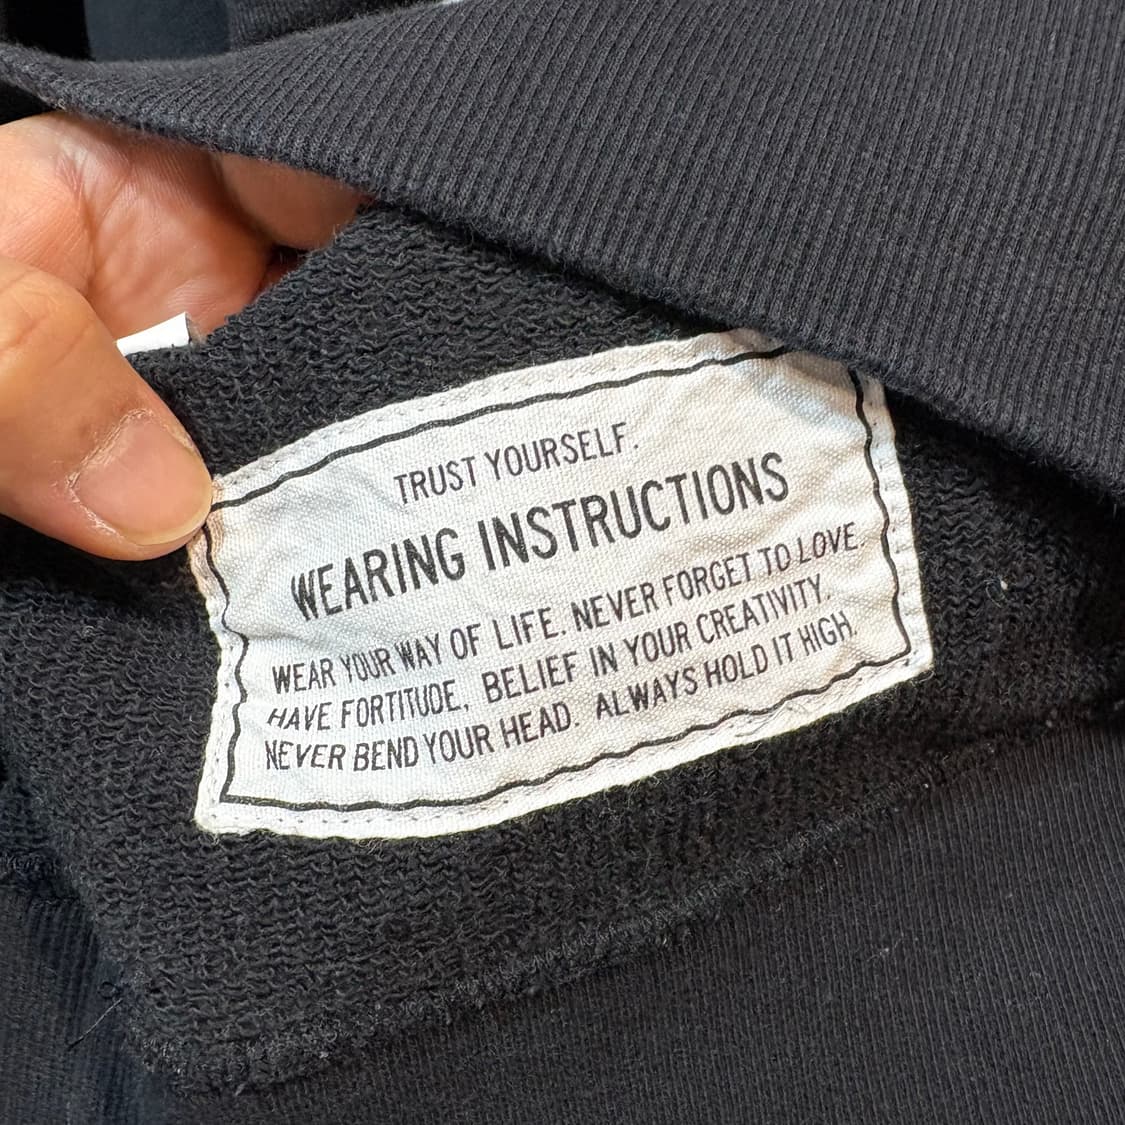 TRUST YOURSELF.
WEARING INSTRUCTIONS
WEAR YOUR WAY OF LIFE. NEVER FORGET TO LOVE.
HAVE FORTITUDE, BELIEF IN YOUR CREATIVITY.
NEVER BEND YOUR HEAD. ALWAYS HOLD IT HIGH.